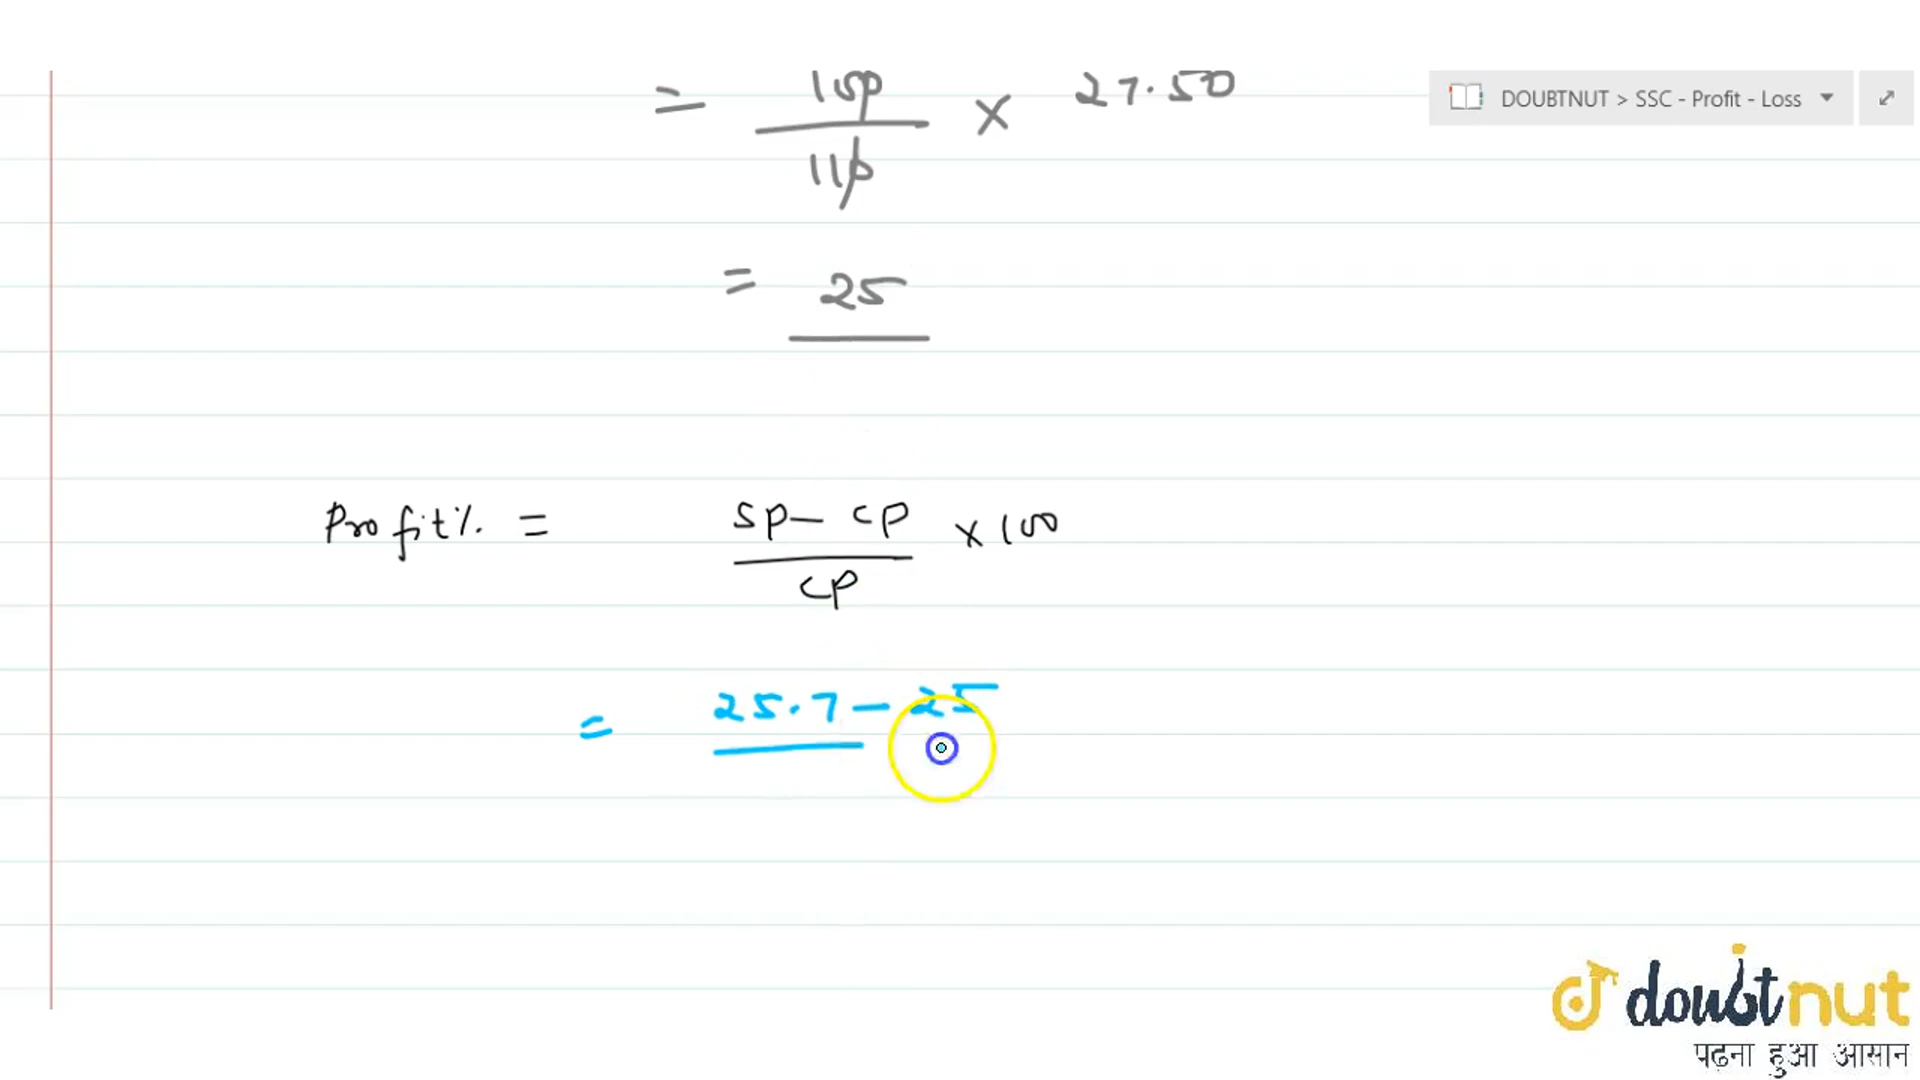 DOUBTNUT > SSC - Profit - Loss
= 100 / 110 × 27.50
= 25
Profit% = SP - CP / CP × 100
= 25.7 - 25
doubtnut
पढ़ना हुआ आसान